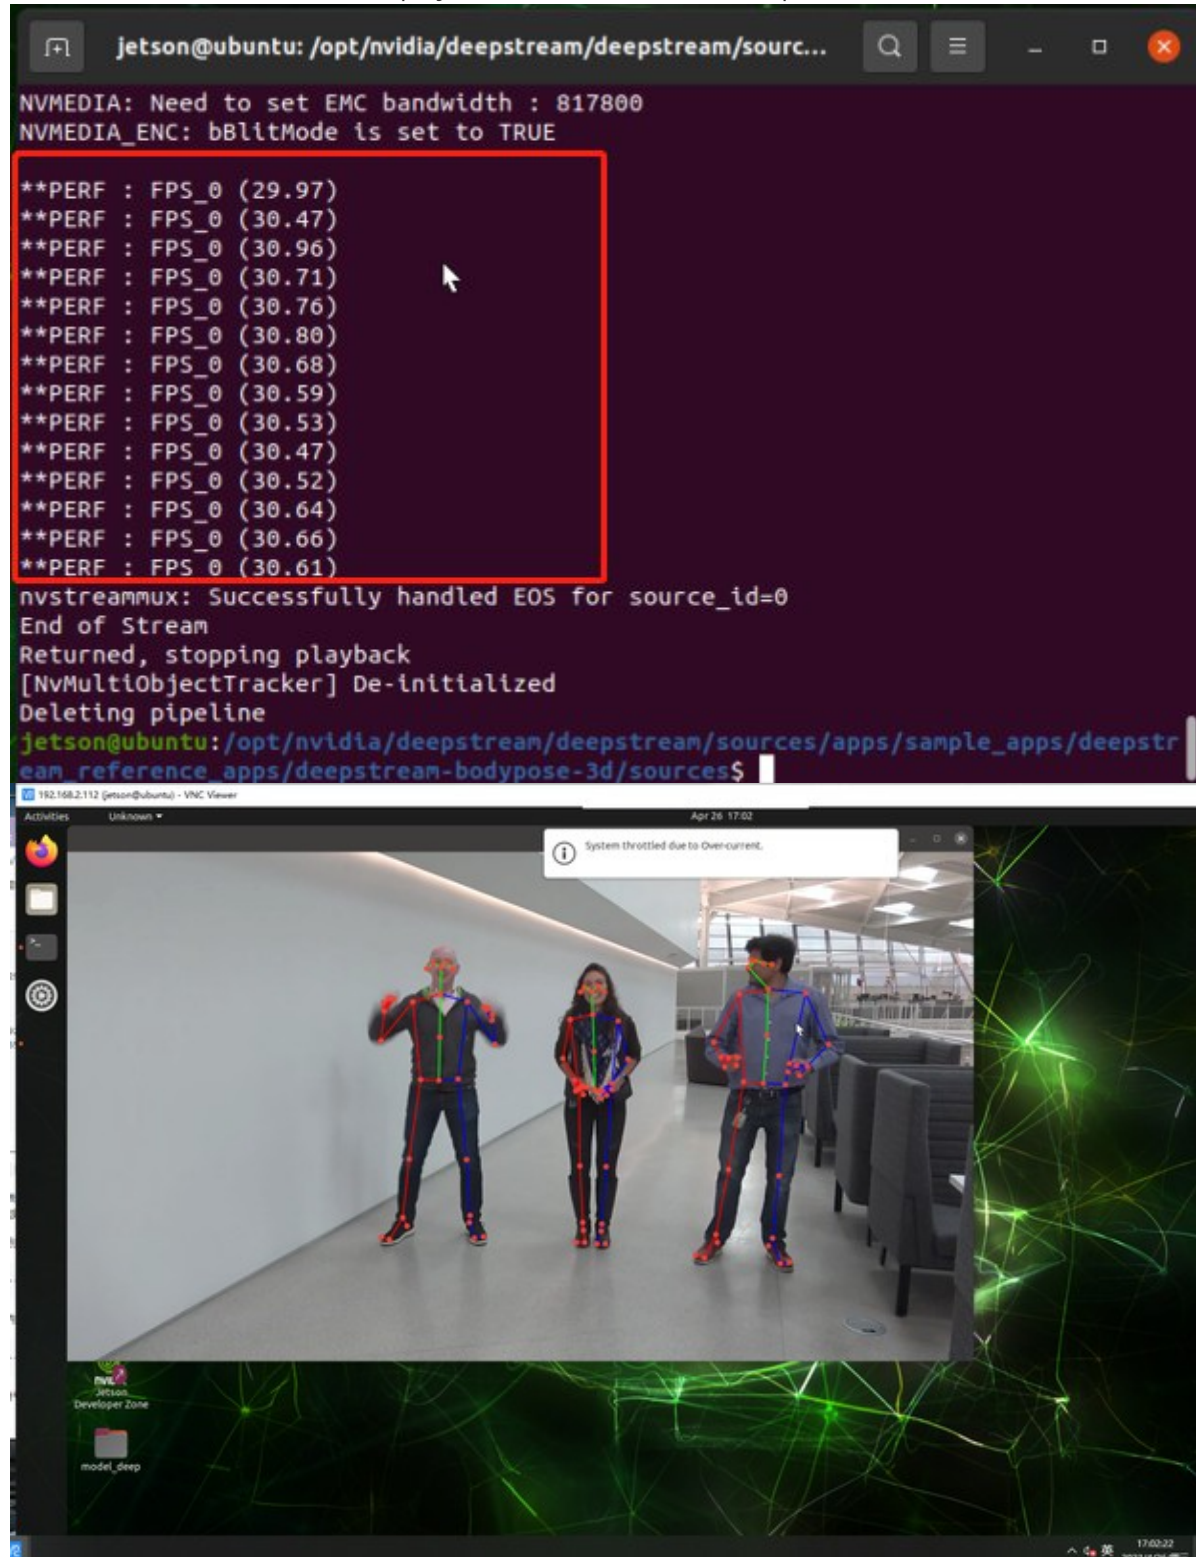 jetson@ubuntu: /opt/nvidia/deepstream/deepstream/sourc...
NVMEDIA: Need to set EMC bandwidth : 817800
NVMEDIA_ENC: bBlitMode is set to TRUE
**PERF : FPS_0 (29.97)
**PERF : FPS_0 (30.47)
**PERF : FPS_0 (30.96)
**PERF : FPS_0 (30.71)
**PERF : FPS_0 (30.76)
**PERF : FPS_0 (30.80)
**PERF : FPS_0 (30.68)
**PERF : FPS_0 (30.59)
**PERF : FPS_0 (30.53)
**PERF : FPS_0 (30.47)
**PERF : FPS_0 (30.52)
**PERF : FPS_0 (30.64)
**PERF : FPS_0 (30.66)
**PERF : FPS_0 (30.61)
nvstreammux: Successfully handled EOS for source_id=0
End of Stream
Returned, stopping playback
[NvMultiObjectTracker] De-initialized
Deleting pipeline
jetson@ubuntu:/opt/nvidia/deepstream/deepstream/sources/apps/sample_apps/deepstr
eam_reference_apps/deepstream-bodypose-3d/sources$
192.168.2.112 (jetson@ubuntu) - VNC Viewer
Activities Unknown Apr 26 17:02
System throttled due to Over-current.
Jetson
Developer Zone
model_deep
英 17:02:22